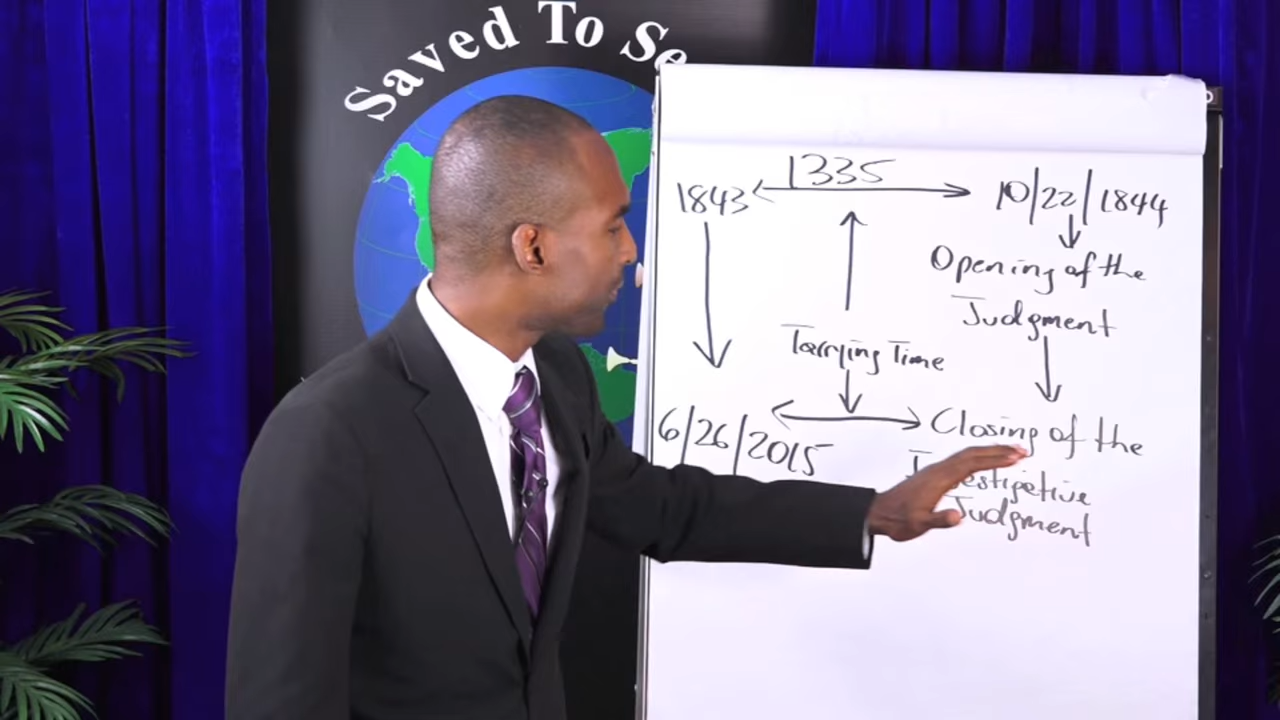 Saved To Se
1335
1843 10/22/1844
Opening of the
Judgment
Tarrying Time
6/26/2015
Closing of the
Judgment